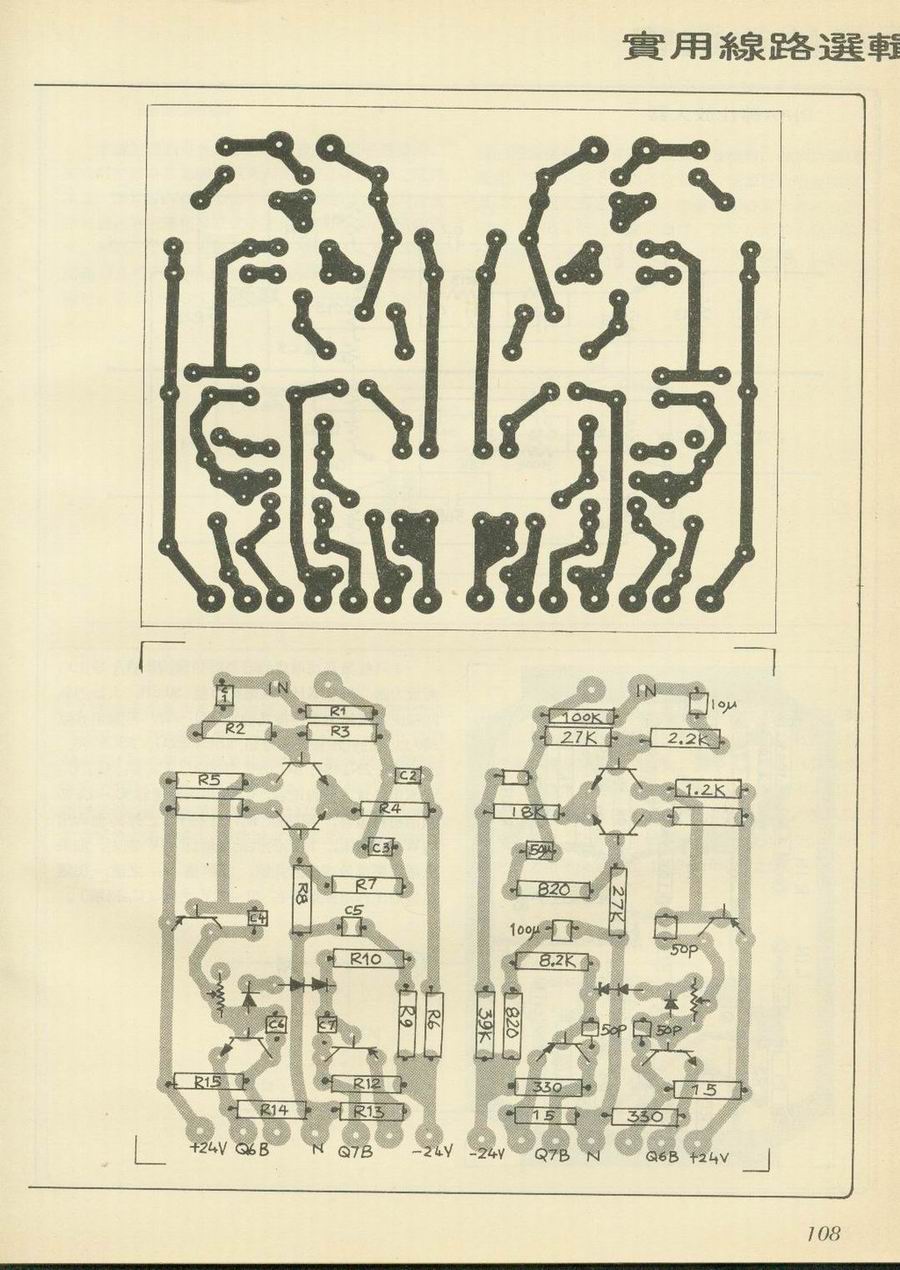 實用線路選輯
IN IN
C1 10μ
R1 100K
R2 R3 27K 2.2K
C2
R5 1.2K
R4 18K
C3 50μ
R7 820
R8 27K
C4 C5 100μ 50P
R10 8.2K
R9 R6 39K 820
C6 C7 50P 50P
R15 R12 330 15
R14 R13 15 330
+24V Q6B N Q7B -24V -24V Q7B N Q6B +24V
108